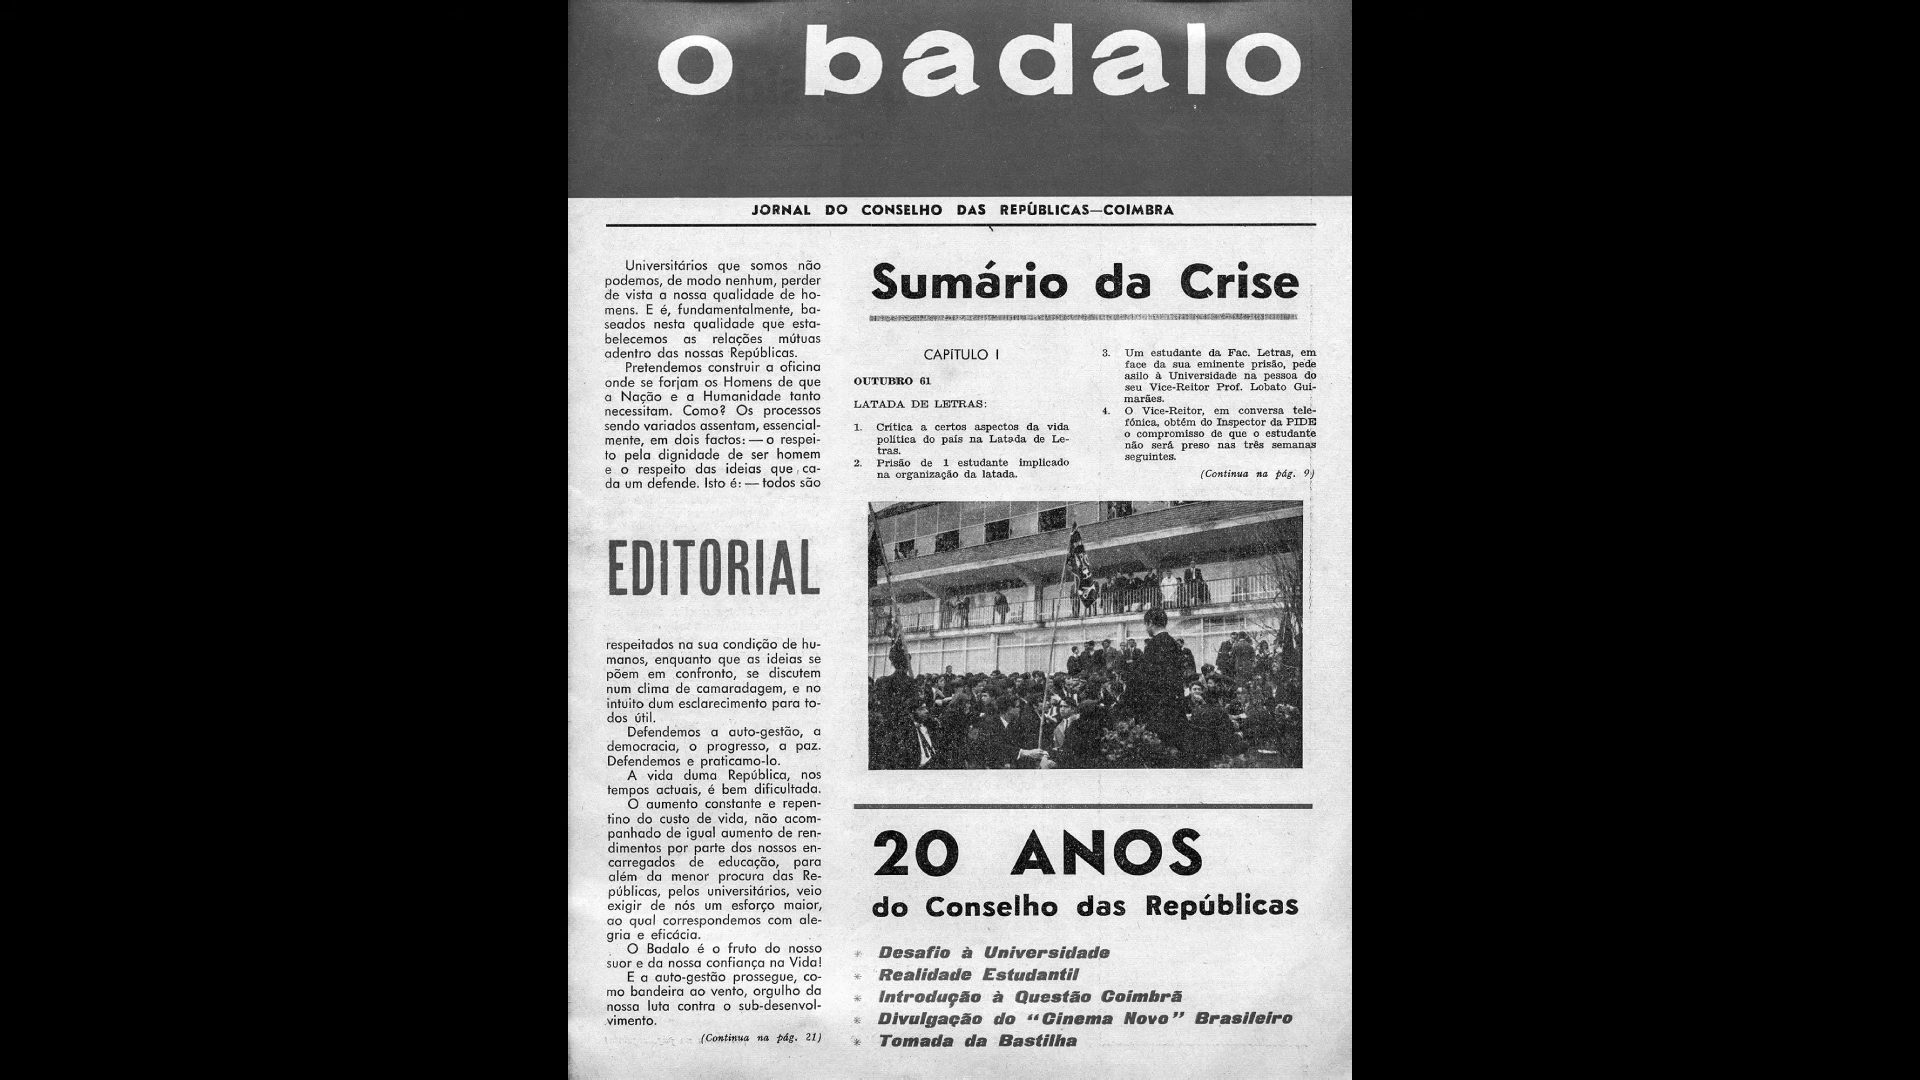 o badalo
JORNAL DO CONSELHO DAS REPÚBLICAS—COIMBRA
Universitários que somos não
podemos, de modo nenhum, perder
de vista a nossa qualidade de ho-
mens. E é, fundamentalmente, ba-
seados nesta qualidade que esta-
belecemos as relações mútuas
adentro das nossas Repúblicas.
Pretendemos construir a oficina
onde se forjam os Homens de que
a Nação e a Humanidade tanto
necessitam. Como? Os processos
sendo variados assentam, essencial-
mente, em dois factos: — o respei-
to pela dignidade de ser homem
e o respeito das ideias que ca-
da um defende. Isto é: — todos são
EDITORIAL
respeitados na sua condição de hu-
manos, enquanto que as ideias se
põem em confronto, se discutem
num clima de camaradagem, e no
intuito dum esclarecimento para to-
dos útil.
Defendemos a auto-gestão, a
democracia, o progresso, a paz.
Defendemos e praticamo-lo.
A vida duma República, nos
tempos actuais, é bem dificultada.
O aumento constante e repen-
tino do custo de vida, não acom-
panhado de igual aumento de ren-
dimentos por parte dos nossos en-
carregados de educação, para
além da menor procura das Re-
públicas, pelos universitários, veio
exigir de nós um esforço maior,
ao qual correspondemos com ale-
gria e eficácia.
O Badalo é o fruto do nosso
suor e da nossa confiança na Vida!
E a auto-gestão prossegue, co-
mo bandeira ao vento, orgulho da
nossa luta contra o sub-desenvol-
vimento.
(Continua na pág. 21)
Sumário da Crise
CAPÍTULO I
OUTUBRO 61
LATADA DE LETRAS:
1. Crítica a certos aspectos da vida
política do país na Latada de Le-
tras.
2. Prisão de 1 estudante implicado
na organização da latada.
3. Um estudante da Fac. Letras, em
face da sua eminente prisão, pede
asilo à Universidade na pessoa do
seu Vice-Reitor Prof. Lobato Gui-
marães.
4. O Vice-Reitor, em conversa tele-
fónica, obtém do Inspector da PIDE
o compromisso de que o estudante
não será preso nas três semanas
seguintes.
(Continua na pág. 9)
20 ANOS
do Conselho das Repúblicas
* Desafio à Universidade
* Realidade Estudantil
* Introdução à Questão Coimbrã
* Divulgação do “Cinema Novo” Brasileiro
* Tomada da Bastilha